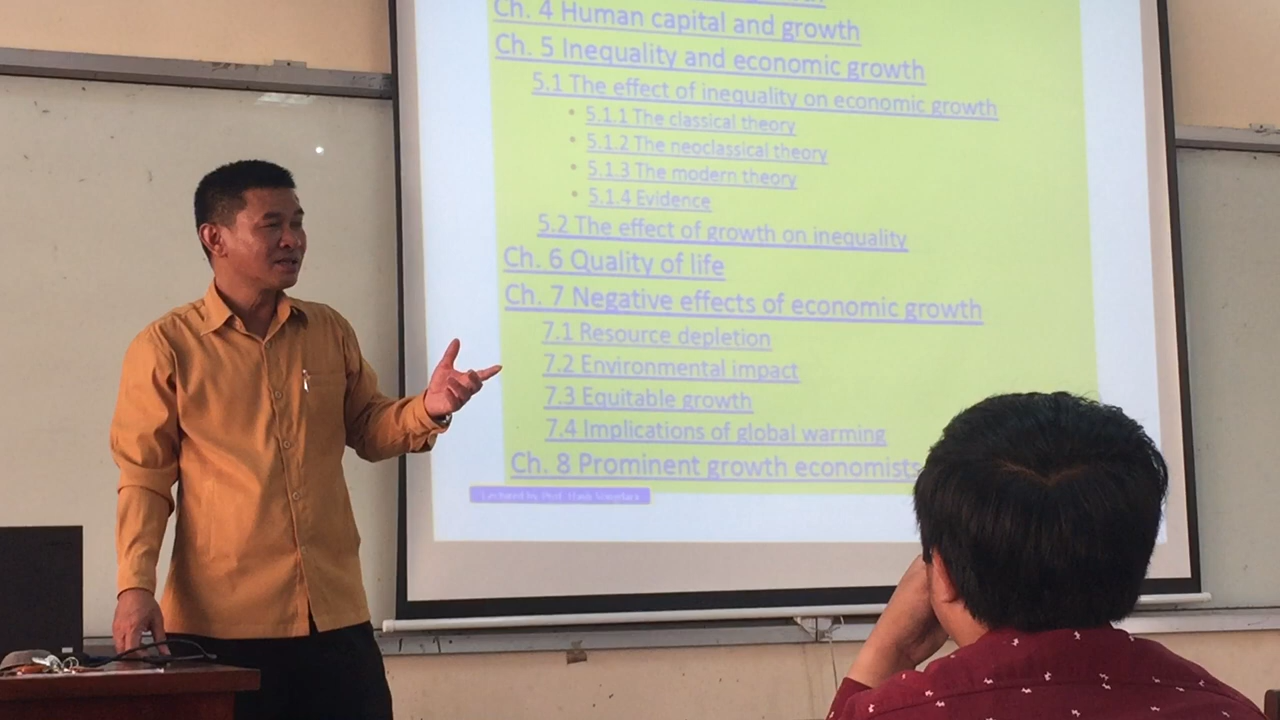 Ch. 4 Human capital and growth
Ch. 5 Inequality and economic growth
5.1 The effect of inequality on economic growth
• 5.1.1 The classical theory
• 5.1.2 The neoclassical theory
• 5.1.3 The modern theory
• 5.1.4 Evidence
5.2 The effect of growth on inequality
Ch. 6 Quality of life
Ch. 7 Negative effects of economic growth
7.1 Resource depletion
7.2 Environmental impact
7.3 Equitable growth
7.4 Implications of global warming
Ch. 8 Prominent growth economists
Lectured by Prof.